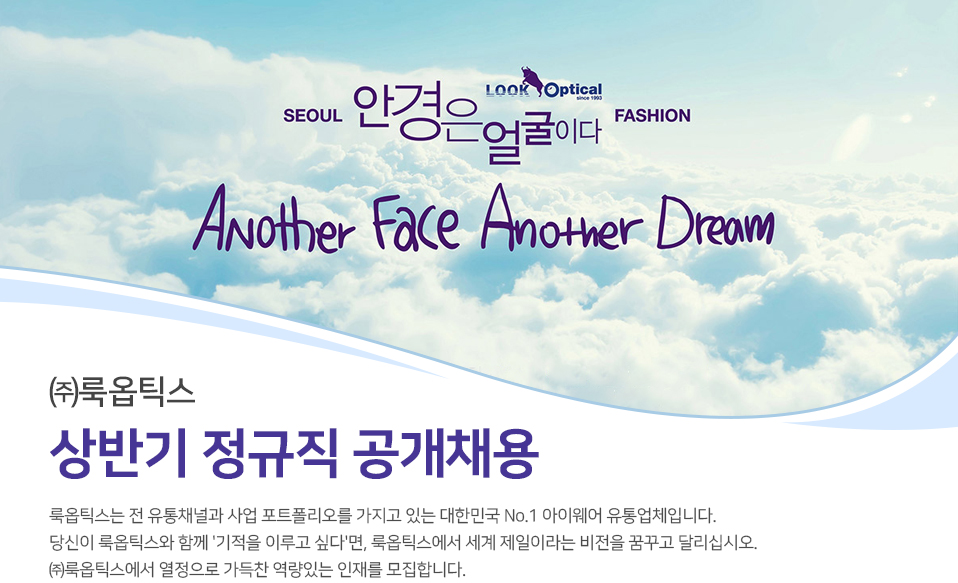 LOOK Optical
since 1993
SEOUL 안경은 얼굴이다 FASHION
Another Face Another Dream
㈜룩옵틱스
상반기 정규직 공개채용
룩옵틱스는 전 유통채널과 사업 포트폴리오를 가지고 있는 대한민국 No.1 아이웨어 유통업체입니다.
당신이 룩옵틱스와 함께 '기적을 이루고 싶다'면, 룩옵틱스에서 세계 제일이라는 비전을 꿈꾸고 달리십시오.
㈜룩옵틱스에서 열정으로 가득찬 역량있는 인재를 모집합니다.